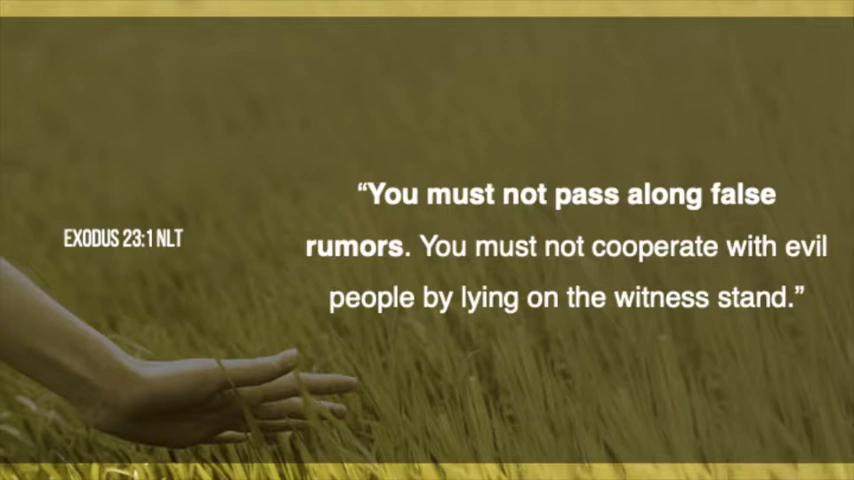 EXODUS 23:1 NLT
“You must not pass along false
rumors. You must not cooperate with evil
people by lying on the witness stand.”